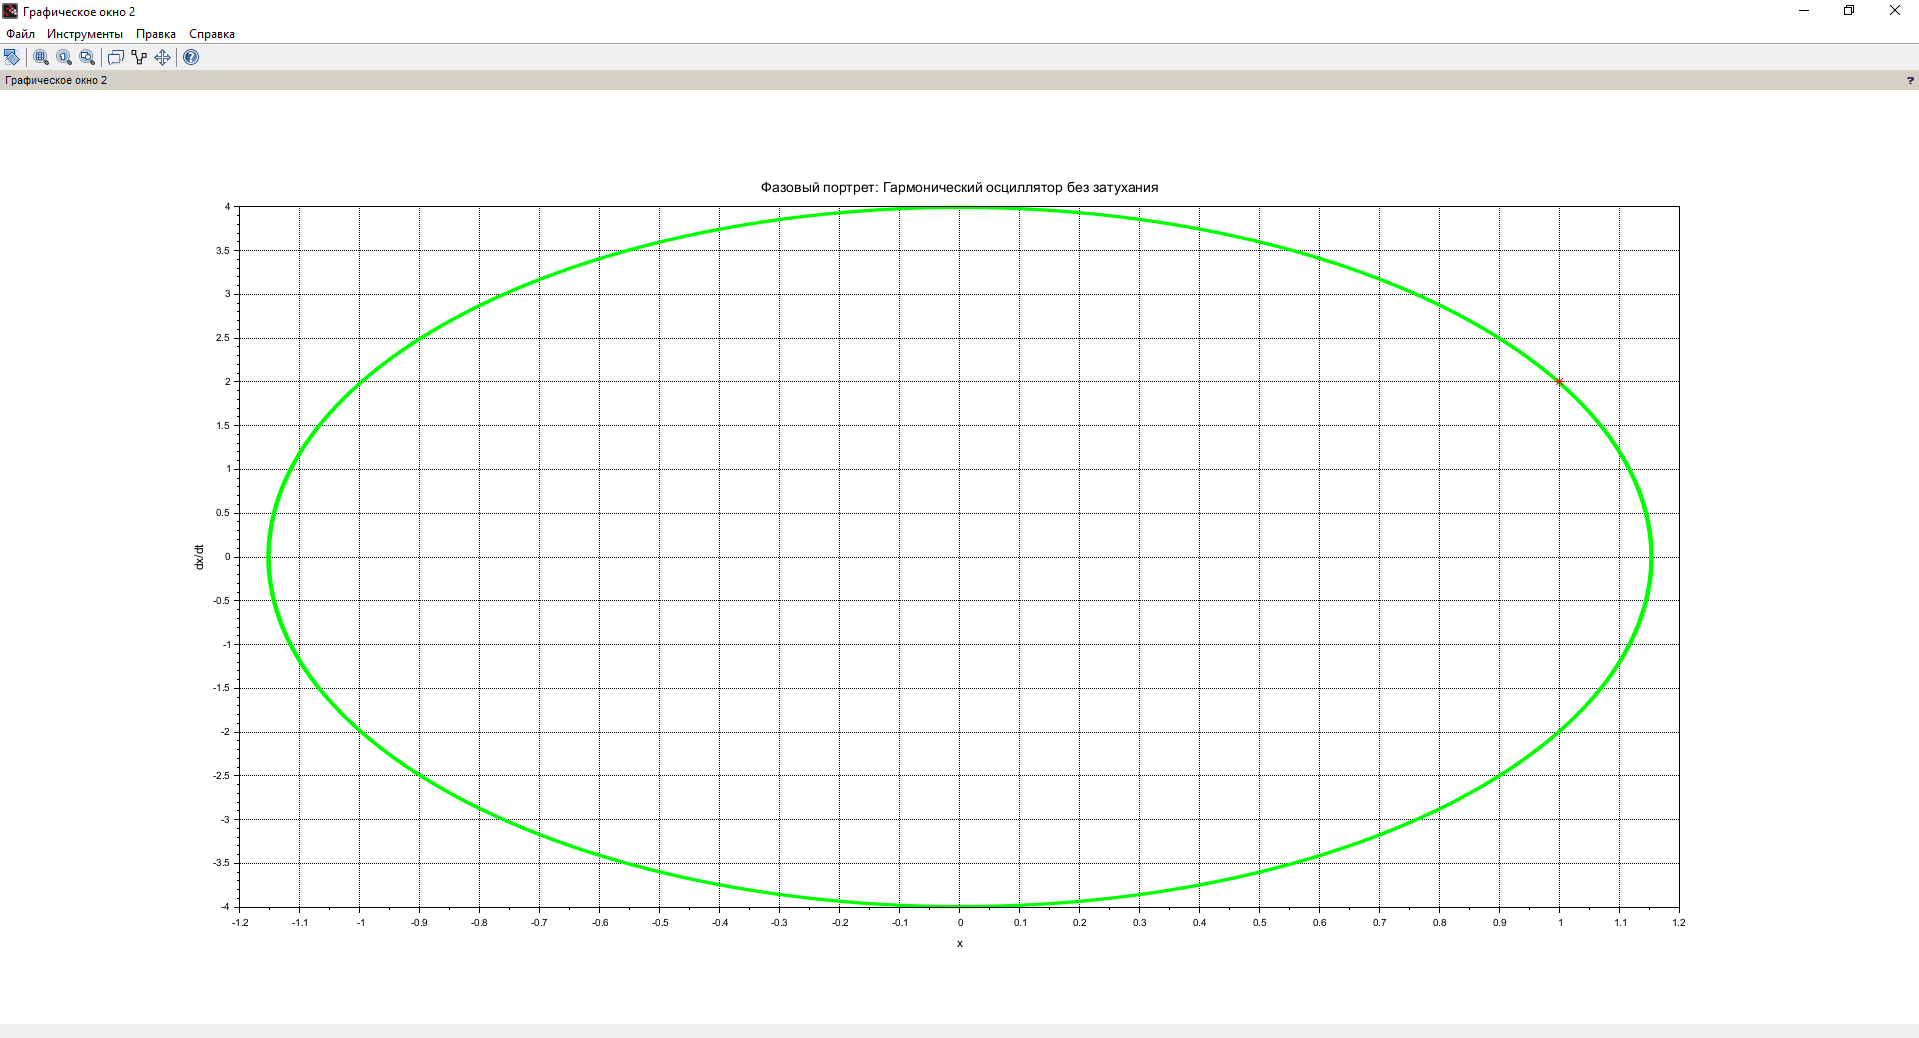 Графическое окно 2
Файл Инструменты Правка Справка
Графическое окно 2 ?
Фазовый портрет: Гармонический осциллятор без затухания
4
3.5
3
2.5
2
1.5
1
0.5
0
-0.5
-1
-1.5
-2
-2.5
-3
-3.5
-4
dx/dt
-1.2 -1.1 -1 -0.9 -0.8 -0.7 -0.6 -0.5 -0.4 -0.3 -0.2 -0.1 0 0.1 0.2 0.3 0.4 0.5 0.6 0.7 0.8 0.9 1 1.1 1.2
x